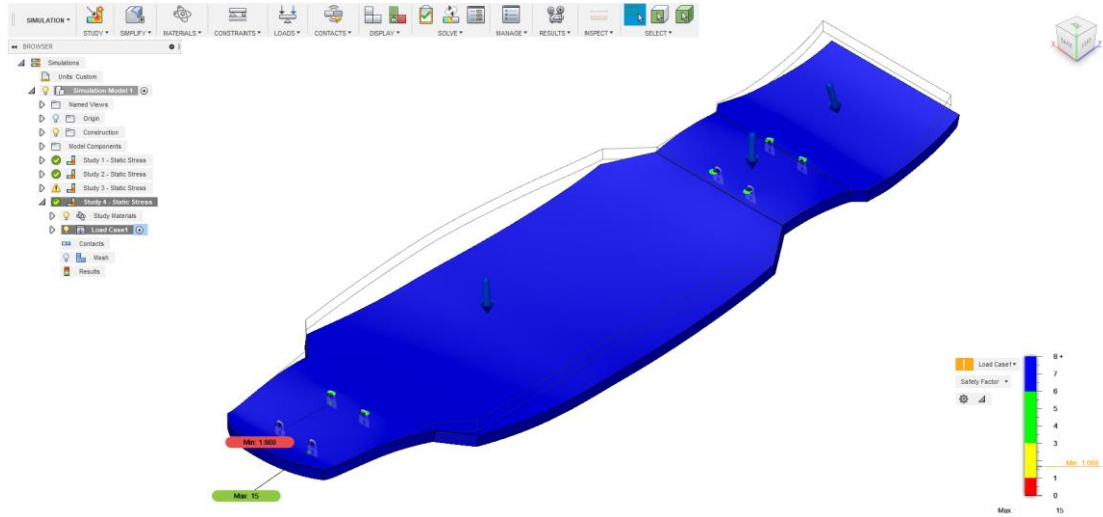 SIMULATION
STUDY SIMPLIFY MATERIALS CONSTRAINTS LOADS CONTACTS DISPLAY SOLVE MANAGE RESULTS INSPECT SELECT
BROWSER
Simulations
Units: Custom
Simulation Model 1
Named Views
Origin
Construction
Model Components
Study 1 - Static Stress
Study 2 - Static Stress
Study 3 - Static Stress
Study 4 - Static Stress
Study Materials
Load Case1
Contacts
Mesh
Results
Min: 1.668
Max: 15
Load Case1
Safety Factor
8 +
7
6
5
4
3
Min: 1.668
1
0
Max 15
X
Z